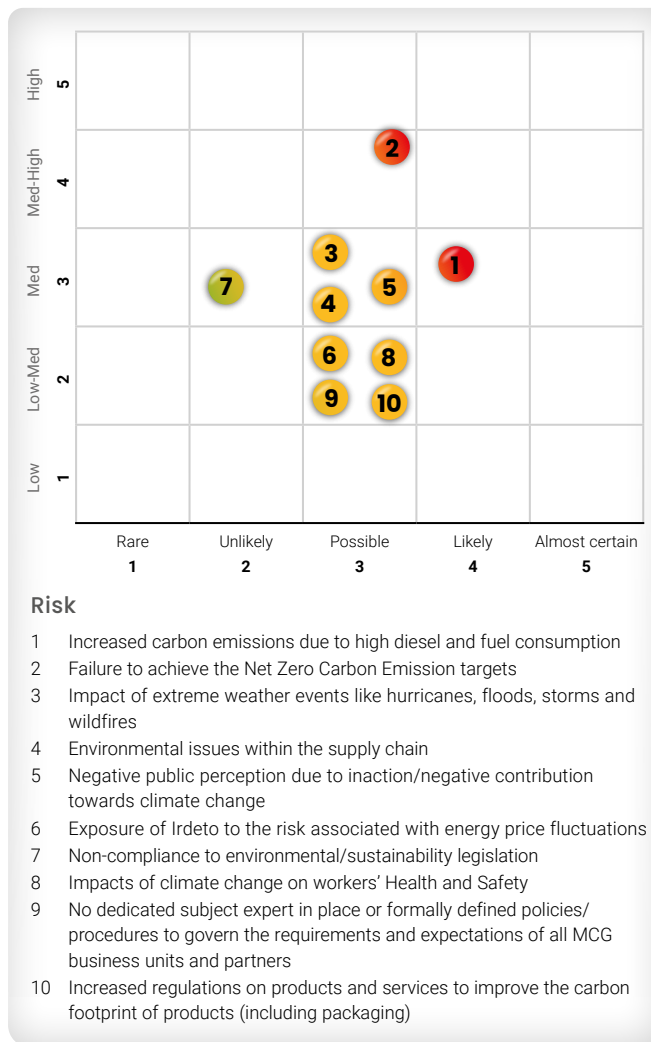 High
5
2
Med-High
4
3
1
Med
3
7
5
4
Low-Med
2
6
8
9
10
Low
1
Rare
Unlikely
Possible
Likely
Almost certain
1
2
3
4
5
Risk
1 Increased carbon emissions due to high diesel and fuel consumption
2 Failure to achieve the Net Zero Carbon Emission targets
3 Impact of extreme weather events like hurricanes, floods, storms and
wildfires
4 Environmental issues within the supply chain
5 Negative public perception due to inaction/negative contribution
towards climate change
6 Exposure of Irdeto to the risk associated with energy price fluctuations
7 Non-compliance to environmental/sustainability legislation
8 Impacts of climate change on workers' Health and Safety
9 No dedicated subject expert in place or formally defined policies/
procedures to govern the requirements and expectations of all MCG
business units and partners
10 Increased regulations on products and services to improve the carbon
footprint of products (including packaging)